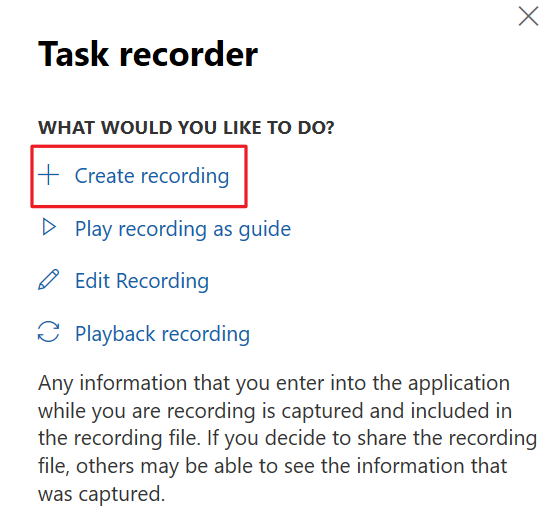 Task recorder
WHAT WOULD YOU LIKE TO DO?
Create recording
Play recording as guide
Edit Recording
Playback recording
Any information that you enter into the application
while you are recording is captured and included in
the recording file. If you decide to share the recording
file, others may be able to see the information that
was captured.